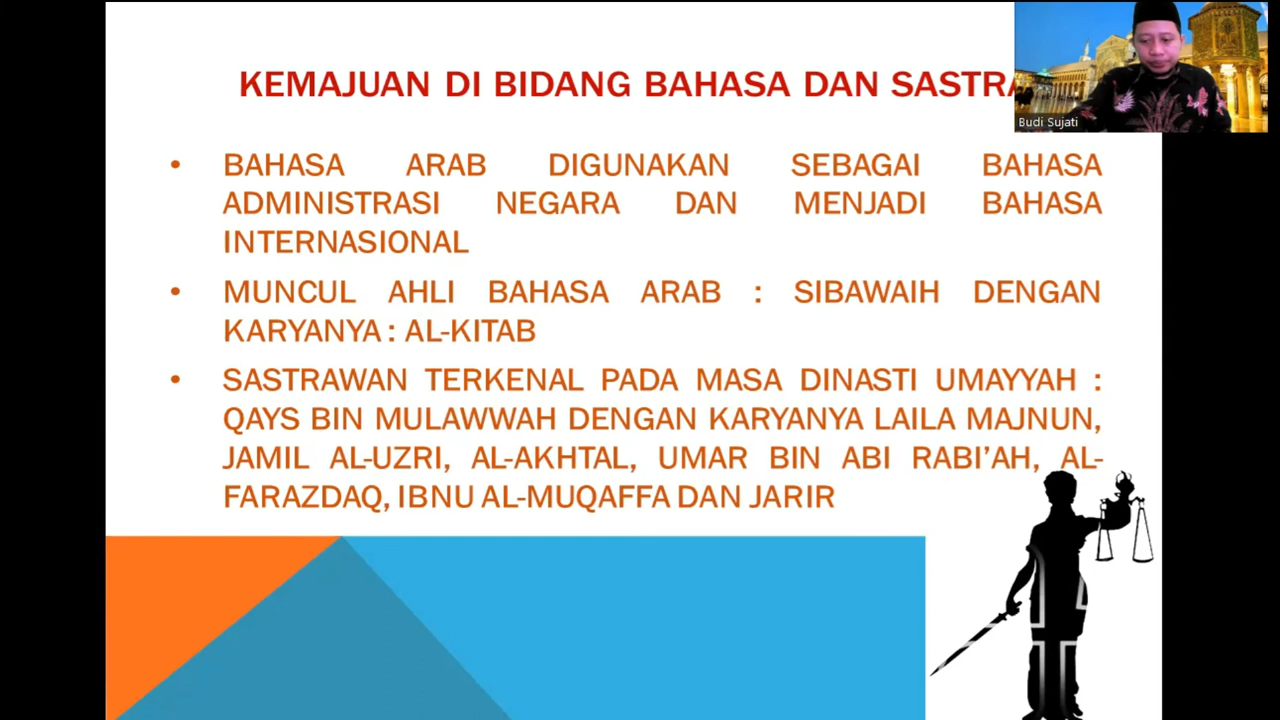 KEMAJUAN DI BIDANG BAHASA DAN SASTRA
Budi Sujati
• BAHASA ARAB DIGUNAKAN SEBAGAI BAHASA
ADMINISTRASI NEGARA DAN MENJADI BAHASA
INTERNASIONAL
• MUNCUL AHLI BAHASA ARAB : SIBAWAIH DENGAN
KARYANYA : AL-KITAB
• SASTRAWAN TERKENAL PADA MASA DINASTI UMAYYAH :
QAYS BIN MULAWWAH DENGAN KARYANYA LAILA MAJNUN,
JAMIL AL-UZRI, AL-AKHTAL, UMAR BIN ABI RABI’AH, AL-
FARAZDAQ, IBNU AL-MUQAFFA DAN JARIR